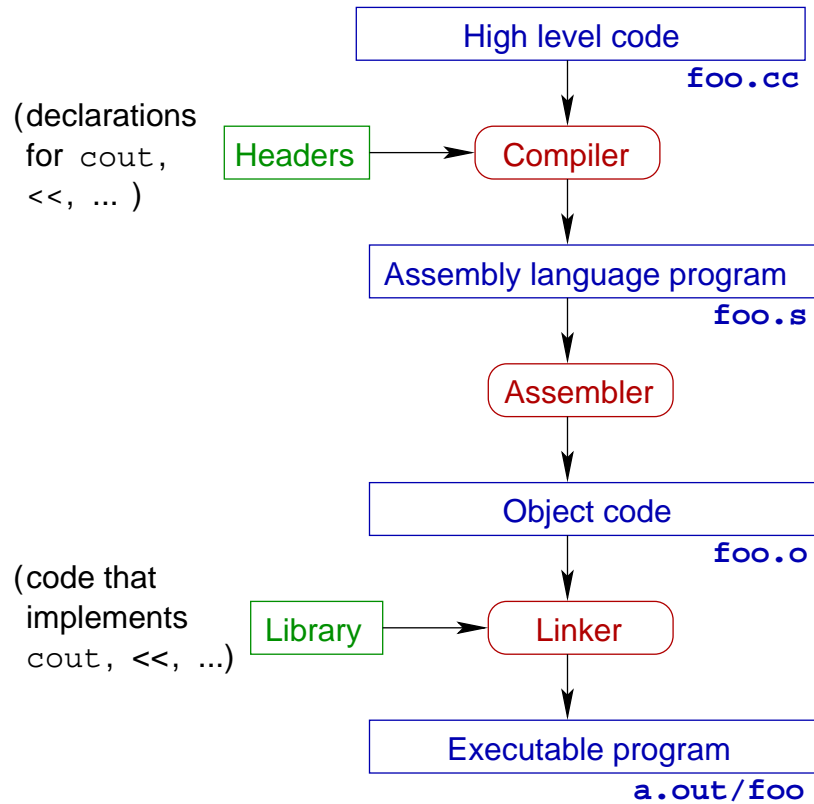 High level code
foo.cc
(declarations
for cout,
<<, ... )
Headers
Compiler
Assembly language program
foo.s
Assembler
Object code
foo.o
(code that
implements
cout, <<, ...)
Library
Linker
Executable program
a.out/foo